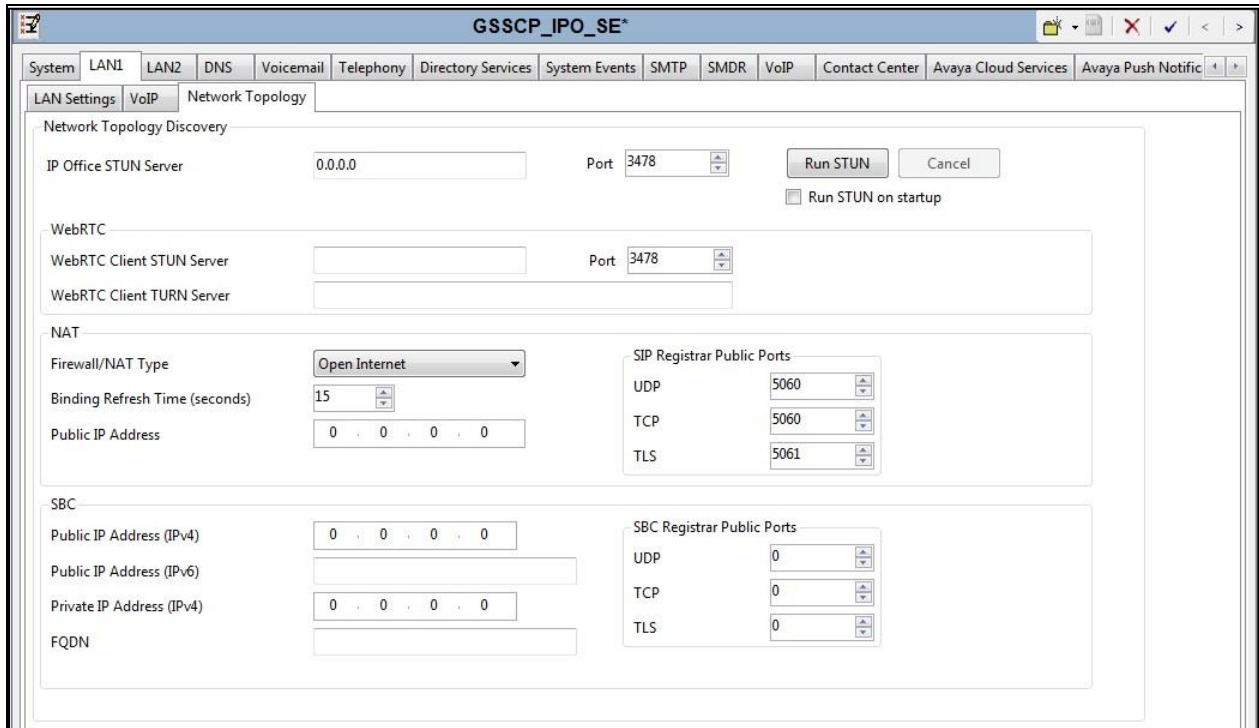 GSSCP_IPO_SE*
System LAN1 LAN2 DNS Voicemail Telephony Directory Services System Events SMTP SMDR VoIP Contact Center Avaya Cloud Services Avaya Push Notific
LAN Settings VoIP Network Topology
Network Topology Discovery
IP Office STUN Server 0.0.0.0 Port 3478 Run STUN Cancel
Run STUN on startup
WebRTC
WebRTC Client STUN Server Port 3478
WebRTC Client TURN Server
NAT
Firewall/NAT Type Open Internet
Binding Refresh Time (seconds) 15
Public IP Address 0 . 0 . 0 . 0
SIP Registrar Public Ports
UDP 5060
TCP 5060
TLS 5061
SBC
Public IP Address (IPv4) 0 . 0 . 0 . 0
Public IP Address (IPv6)
Private IP Address (IPv4) 0 . 0 . 0 . 0
FQDN
SBC Registrar Public Ports
UDP 0
TCP 0
TLS 0